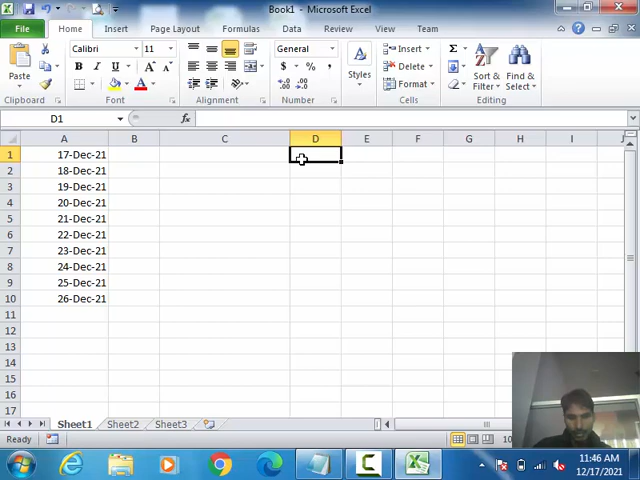 Book1 - Microsoft Excel
File Home Insert Page Layout Formulas Data Review View Team
Calibri 11 General Insert
Paste B I U $ % , Styles Delete Sort & Filter Find & Select
A Format
Clipboard Font Alignment Number Cells Editing
D1 fx
A B C D E F G H I J
1 17-Dec-21
2 18-Dec-21
3 19-Dec-21
4 20-Dec-21
5 21-Dec-21
6 22-Dec-21
7 23-Dec-21
8 24-Dec-21
9 25-Dec-21
10 26-Dec-21
11
12
13
14
15
16
17
Sheet1 Sheet2 Sheet3
Ready 10
11:46 AM
12/17/2021